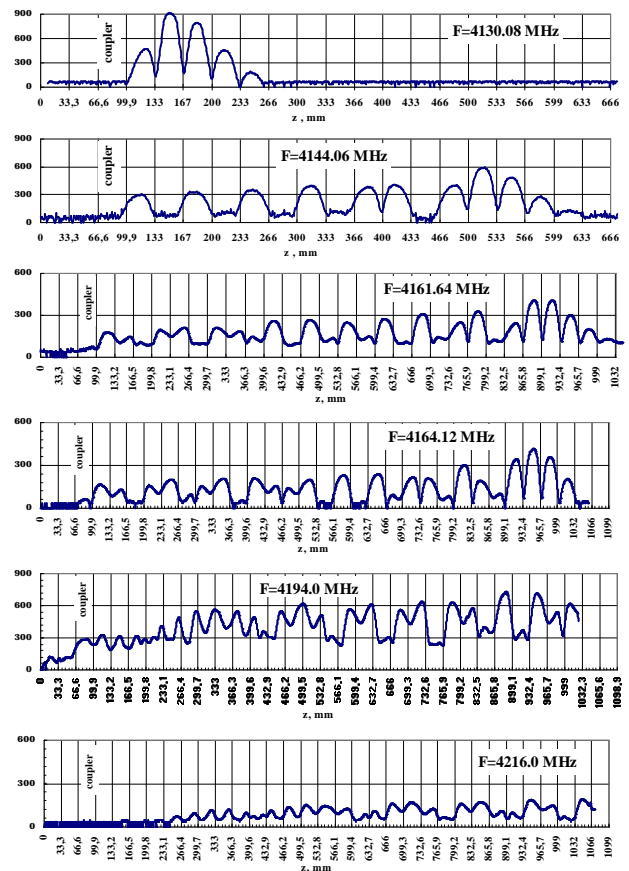 900
F=4130.08 MHz
600
coupler
300
0
0 33,3 66,6 99,9 133 167 200 233 266 300 333 366 400 433 466 500 533 566 599 633 666
z , mm
900
F=4144.06 MHz
600
coupler
300
0
0 33,3 66,6 99,9 133 167 200 233 266 300 333 366 400 433 466 500 533 566 599 633 666
z , mm
600
F=4161.64 MHz
coupler
300
0
0 33,3 66,6 99,9 133,2 166,5 199,8 233,1 266,4 299,7 333 366,3 399,6 432,9 466,2 499,5 532,8 566,1 599,4 632,7 666 699,3 732,6 765,9 799,2 832,5 865,8 899,1 932,4 965,7 999 1032
z, mm
600
F=4164.12 MHz
coupler
300
0
0 33,3 66,6 99,9 133,2 166,5 199,8 233,1 266,4 299,7 333 366,3 399,6 432,9 466,2 499,5 532,8 566,1 599,4 632,7 666 699,3 732,6 765,9 799,2 832,5 865,8 899,1 932,4 965,7 999 1032 1066 1099
z, mm
900
F=4194.0 MHz
600
coupler
300
0
0 33,3 66,6 99,9 133,2 166,5 199,8 233,1 266,4 299,7 333 366,3 399,6 432,9 466,2 499,5 532,8 566,1 599,4 632,7 666 699,3 732,6 765,9 799,2 832,5 865,8 899,1 932,4 965,7 999 1032,3 1065,6 1098,9
z, mm
600
F=4216.0 MHz
coupler
300
0
0 33,3 66,6 99,9 133,2 166,5 199,8 233,1 266,4 299,7 333 366,3 399,6 432,9 466,2 499,5 532,8 566,1 599,4 632,7 666 699,3 732,6 765,9 799,2 832,5 865,8 899,1 932,4 965,7 999 1032 1066 1099
z, mm